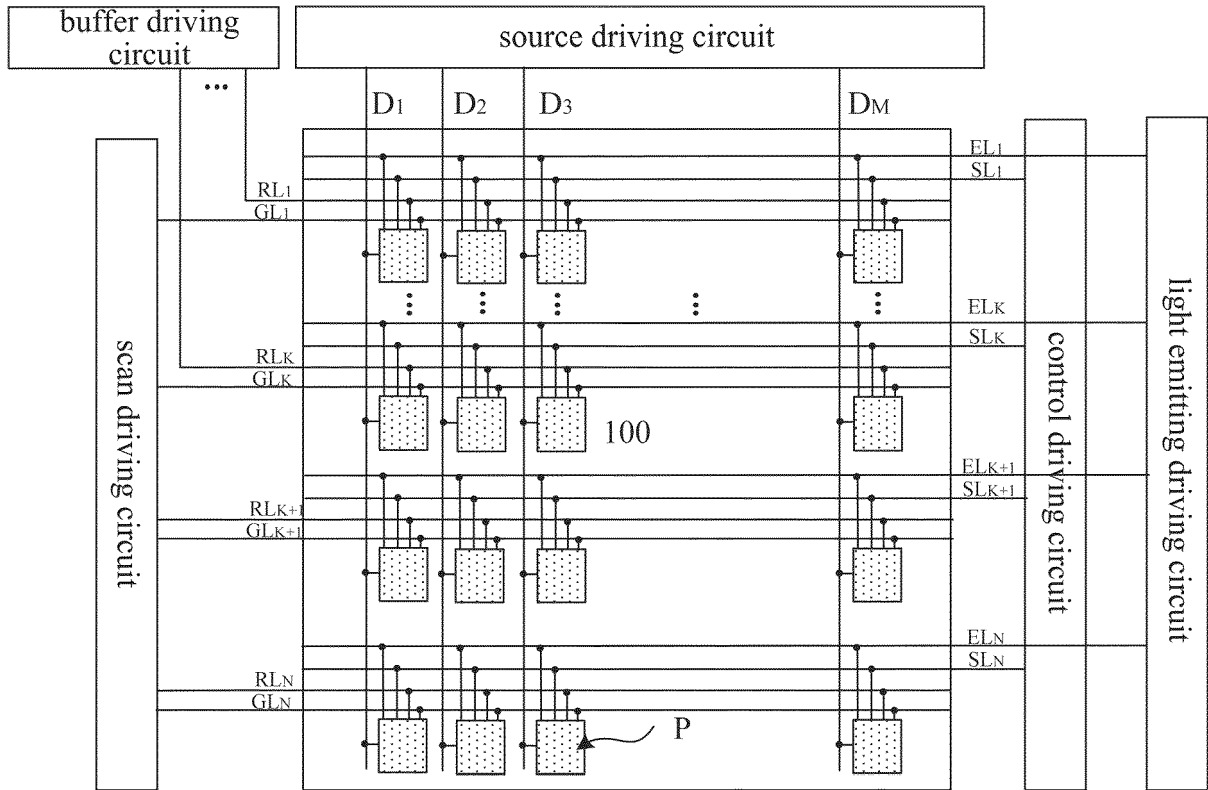 buffer driving
circuit
source driving circuit
...
D1 D2 D3 DM
EL1
SL1
RL1
GL1
ELK
SLK
RLK
GLK
100
ELK+1
SLK+1
RLK+1
GLK+1
ELN
SLN
RLN
GLN
P
scan driving circuit
control driving circuit
light emitting driving circuit